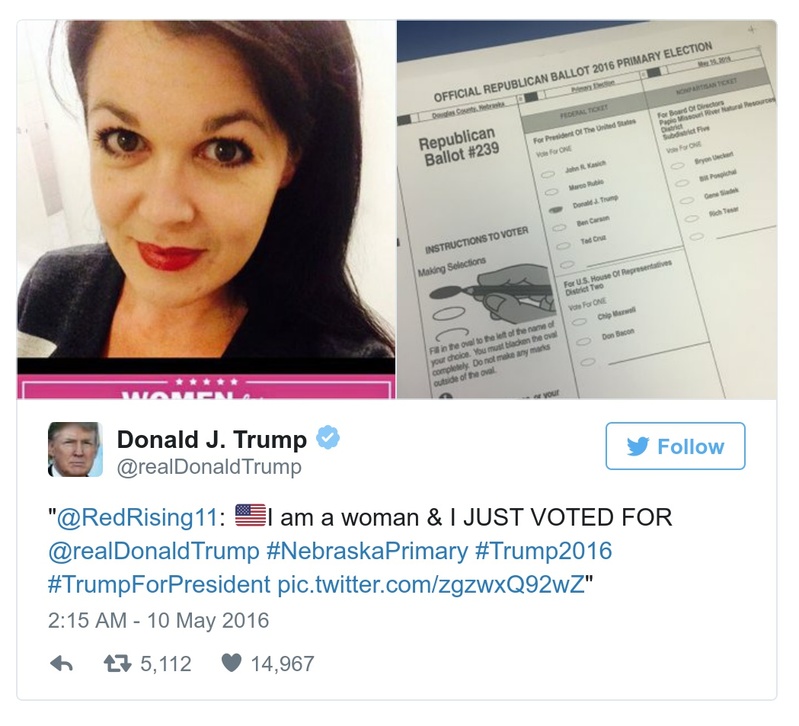 WOMEN
OFFICIAL REPUBLICAN BALLOT 2016 PRIMARY ELECTION
Douglas County, Nebraska
Primary Election
May 10, 2016
Republican
Ballot #239
INSTRUCTIONS TO VOTER
Making Selections
Fill in the oval to the left of the name of
your choice. You must blacken the oval
completely. Do not make any marks
outside of the oval.
or your
FEDERAL TICKET
For President Of The United States
Vote For ONE
John R. Kasich
Marco Rubio
Donald J. Trump
Ben Carson
Ted Cruz
For U.S. House Of Representatives
District Two
Vote For ONE
Chip Maxwell
Don Bacon
NONPARTISAN TICKET
For Board Of Directors
Papio Missouri River Natural Resources
District
Subdistrict Five
Vote For ONE
Bryon Ueckert
Bill Pospichal
Gene Siadek
Rich Tesar
Donald J. Trump
@realDonaldTrump
Follow
"@RedRising11: 🇺🇸I am a woman & I JUST VOTED FOR
@realDonaldTrump #NebraskaPrimary #Trump2016
#TrumpForPresident pic.twitter.com/zgzwxQ92wZ"
2:15 AM - 10 May 2016
5,112 14,967